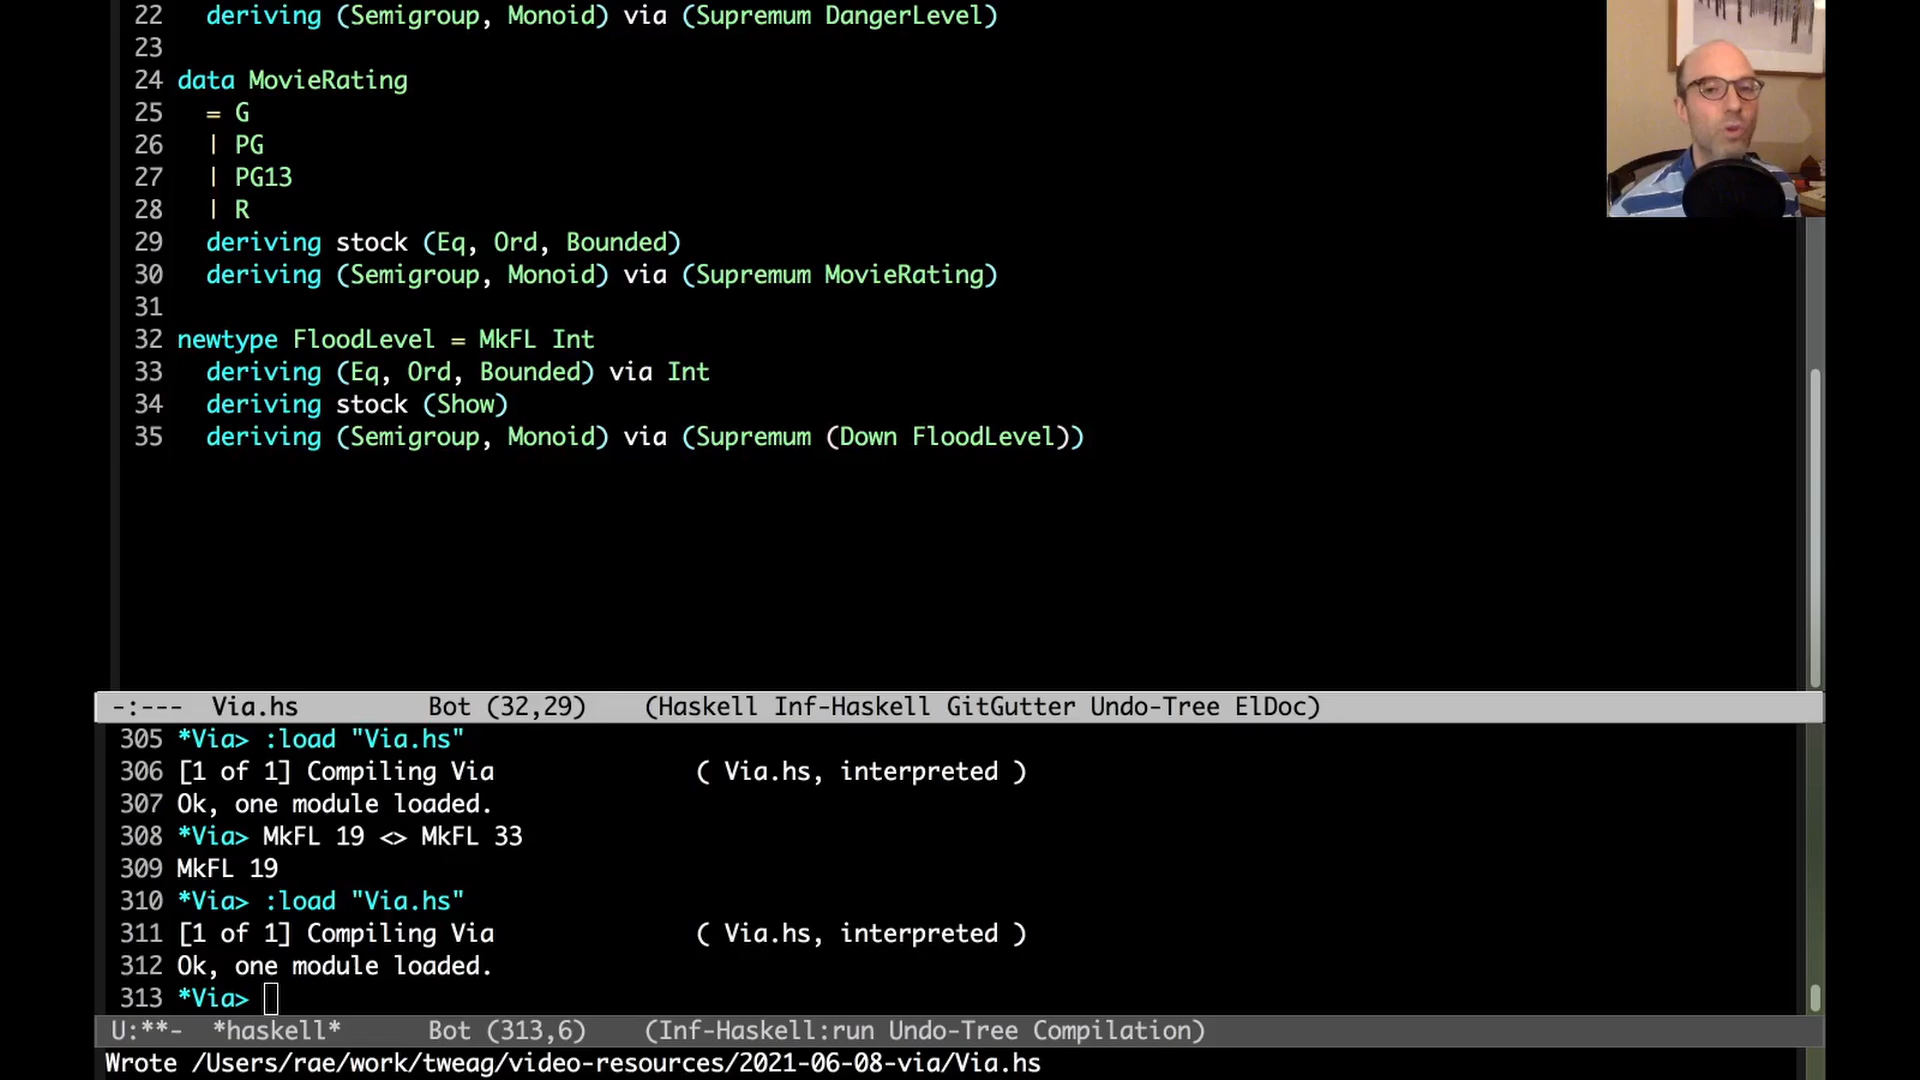 22 deriving (Semigroup, Monoid) via (Supremum DangerLevel)
23
24 data MovieRating
25 = G
26 | PG
27 | PG13
28 | R
29 deriving stock (Eq, Ord, Bounded)
30 deriving (Semigroup, Monoid) via (Supremum MovieRating)
31
32 newtype FloodLevel = MkFL Int
33 deriving (Eq, Ord, Bounded) via Int
34 deriving stock (Show)
35 deriving (Semigroup, Monoid) via (Supremum (Down FloodLevel))
-:--- Via.hs Bot (32,29) (Haskell Inf-Haskell GitGutter Undo-Tree ElDoc)
305 *Via> :load "Via.hs"
306 [1 of 1] Compiling Via ( Via.hs, interpreted )
307 Ok, one module loaded.
308 *Via> MkFL 19 <> MkFL 33
309 MkFL 19
310 *Via> :load "Via.hs"
311 [1 of 1] Compiling Via ( Via.hs, interpreted )
312 Ok, one module loaded.
313 *Via>
U:**- *haskell* Bot (313,6) (Inf-Haskell:run Undo-Tree Compilation)
Wrote /Users/rae/work/tweag/video-resources/2021-06-08-via/Via.hs